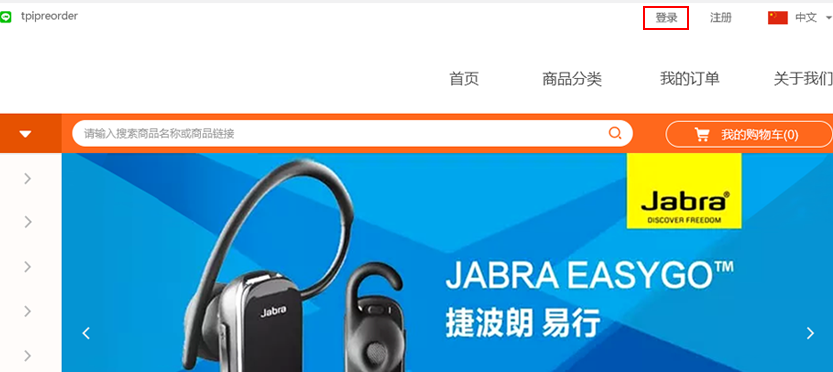 tpipreorder 登录 注册 中文
首页 商品分类 我的订单 关于我们
请输入搜索商品名称或商品链接 我的购物车(0)
Jabra®
DISCOVER FREEDOM
JABRA EASYGO™
Jabra
捷波朗 易行